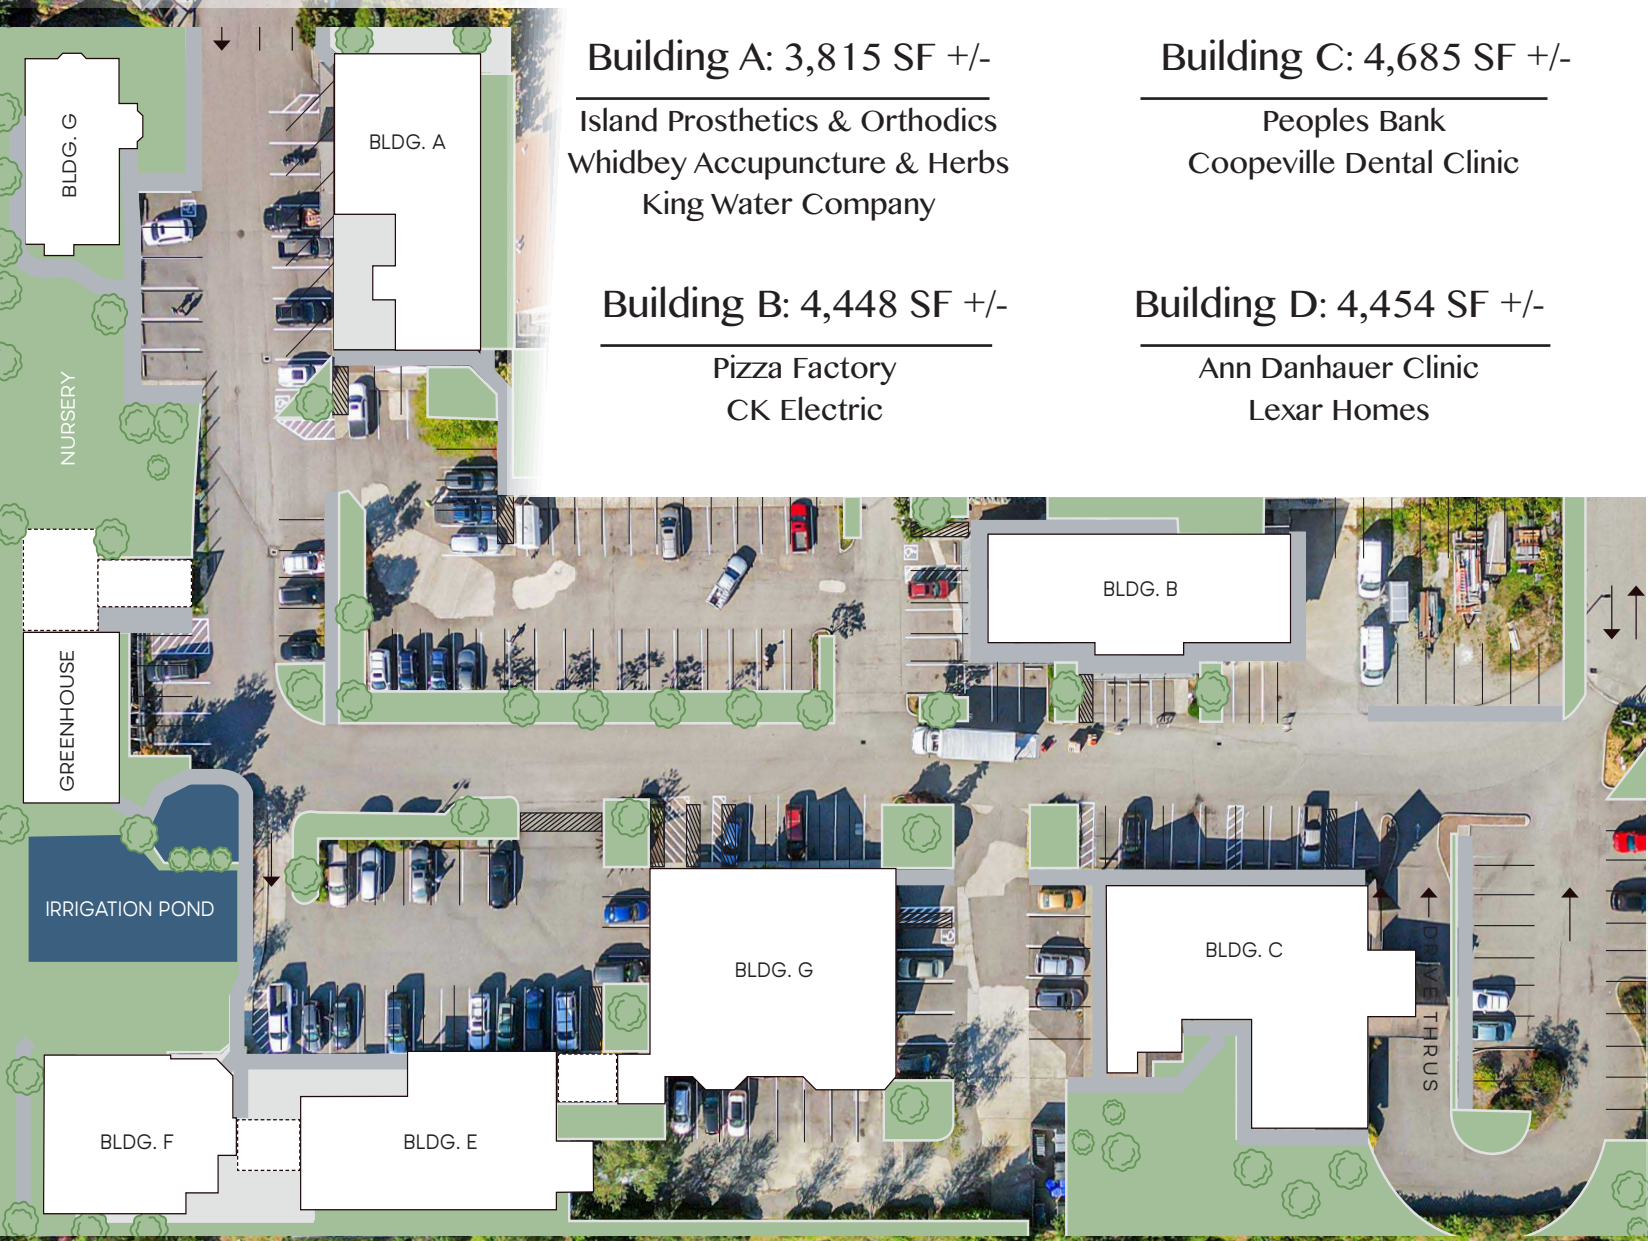 Building A: 3,815 SF +/-
Island Prosthetics & Orthodics
Whidbey Accupuncture & Herbs
King Water Company
Building C: 4,685 SF +/-
Peoples Bank
Coopeville Dental Clinic
Building B: 4,448 SF +/-
Pizza Factory
CK Electric
Building D: 4,454 SF +/-
Ann Danhauer Clinic
Lexar Homes
BLDG. G
BLDG. A
NURSERY
BLDG. B
GREENHOUSE
IRRIGATION POND
BLDG. G
BLDG. C
DRIVE THRUS
BLDG. F
BLDG. E